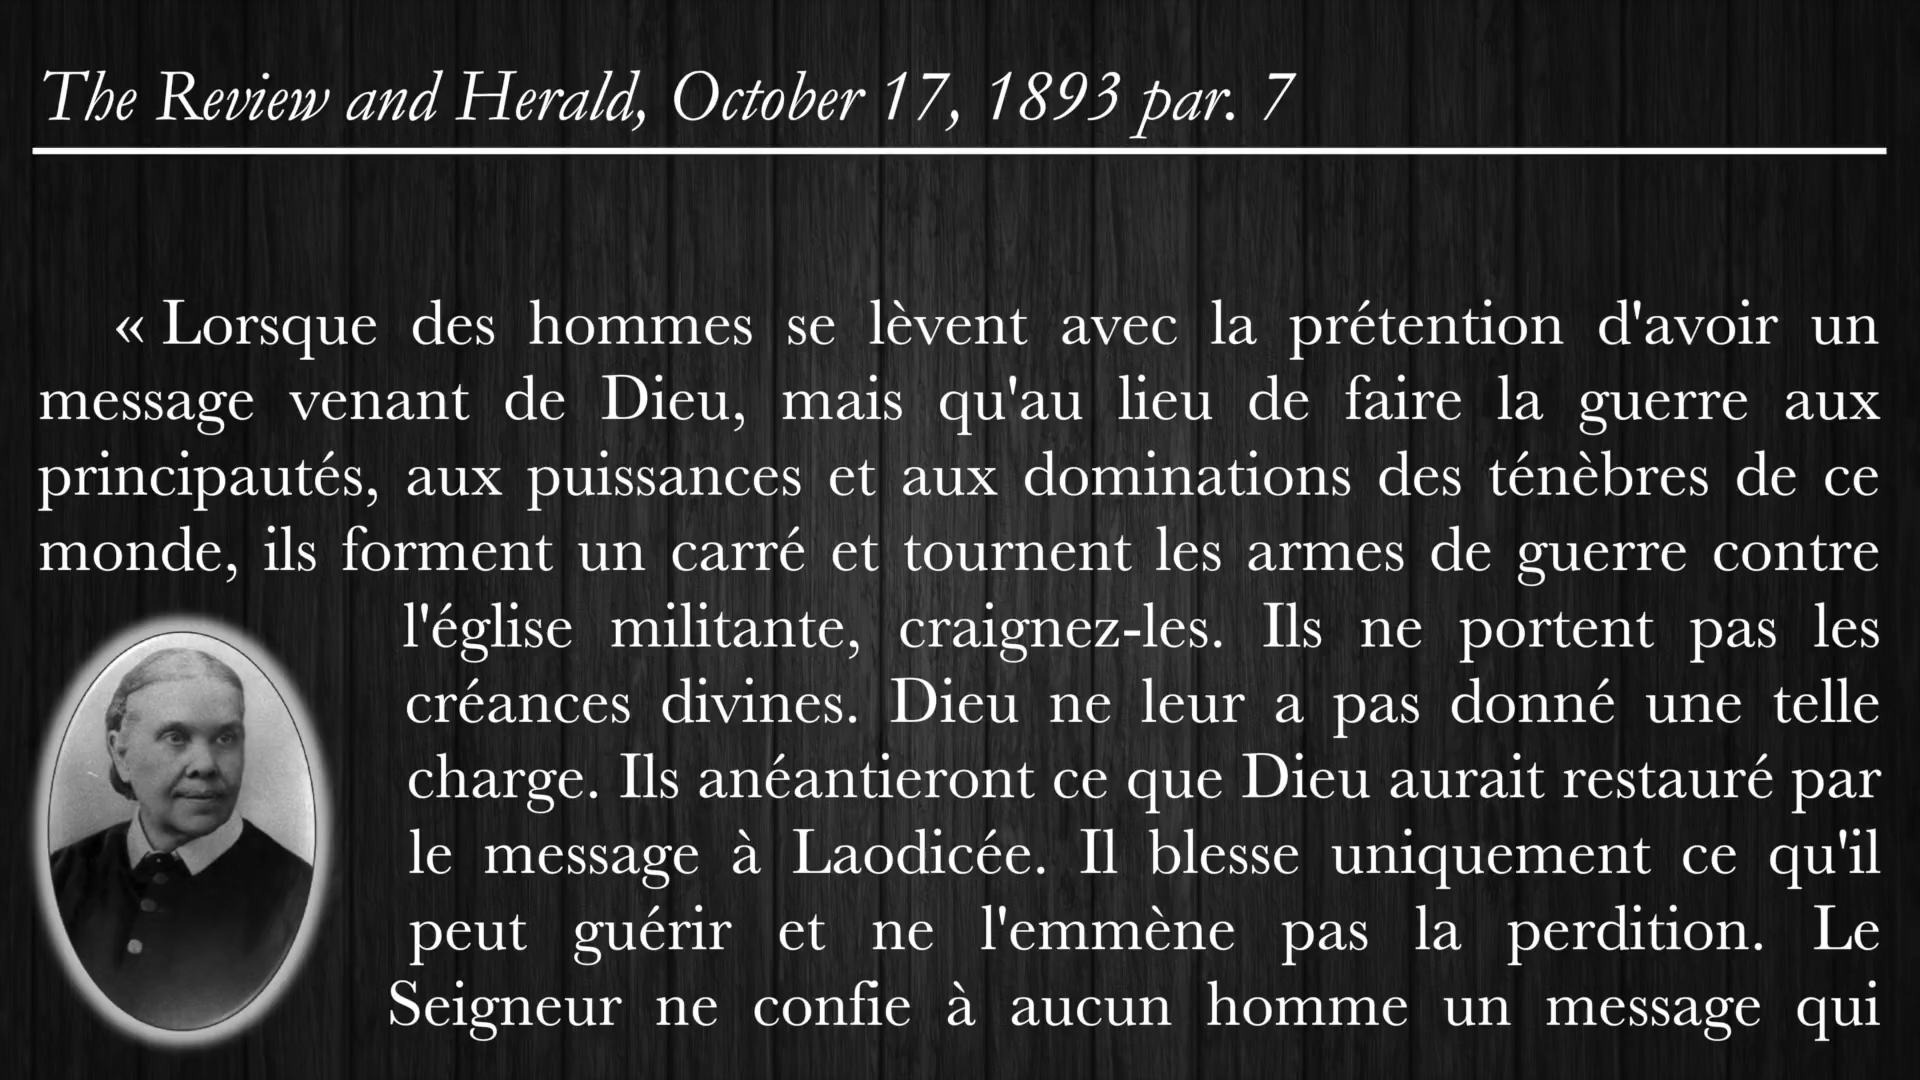 The Review and Herald, October 17, 1893 par. 7
« Lorsque des hommes se lèvent avec la prétention d'avoir un
message venant de Dieu, mais qu'au lieu de faire la guerre aux
principautés, aux puissances et aux dominations des ténèbres de ce
monde, ils forment un carré et tournent les armes de guerre contre
l'église militante, craignez-les. Ils ne portent pas les
créances divines. Dieu ne leur a pas donné une telle
charge. Ils anéantieront ce que Dieu aurait restauré par
le message à Laodicée. Il blesse uniquement ce qu'il
peut guérir et ne l'emmène pas la perdition. Le
Seigneur ne confie à aucun homme un message qui